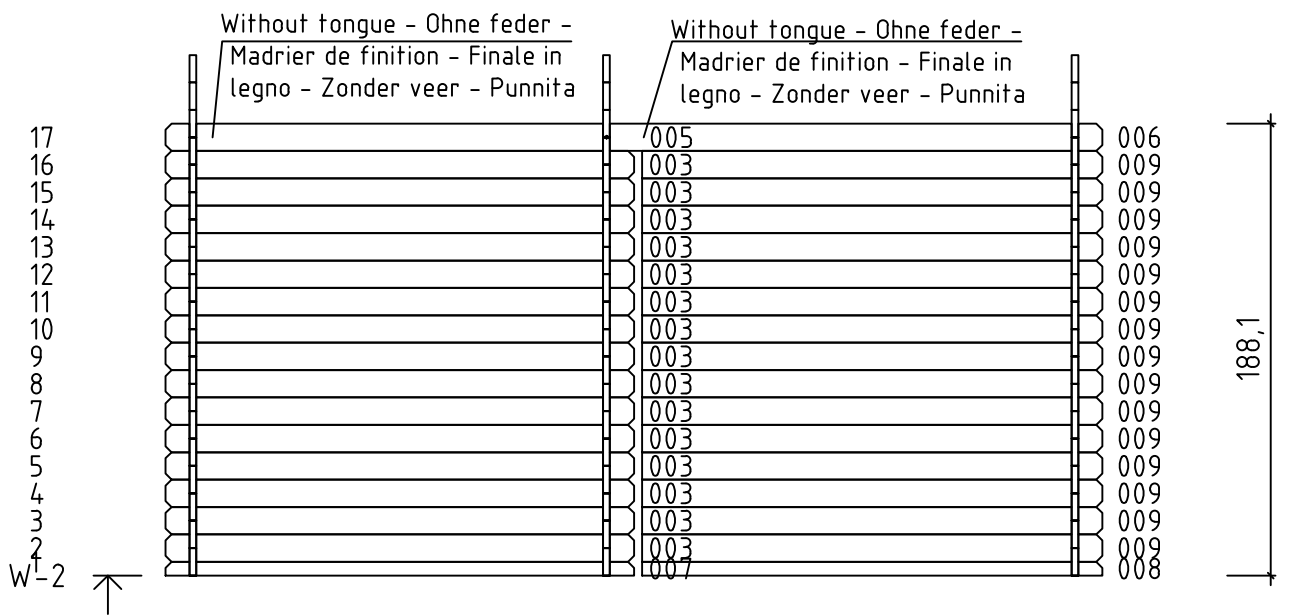 Without tongue - Ohne feder -
Madrier de finition - Finale in
legno - Zonder veer - Punnita
Without tongue - Ohne feder -
Madrier de finition - Finale in
legno - Zonder veer - Punnita
17 005 006
16 003 009
15 003 009
14 003 009
13 003 009
12 003 009
11 003 009
10 003 009
9 003 009
8 003 009
7 003 009
6 003 009
5 003 009
4 003 009
3 003 009
2 003 009
1 007 008
W-2
188,1